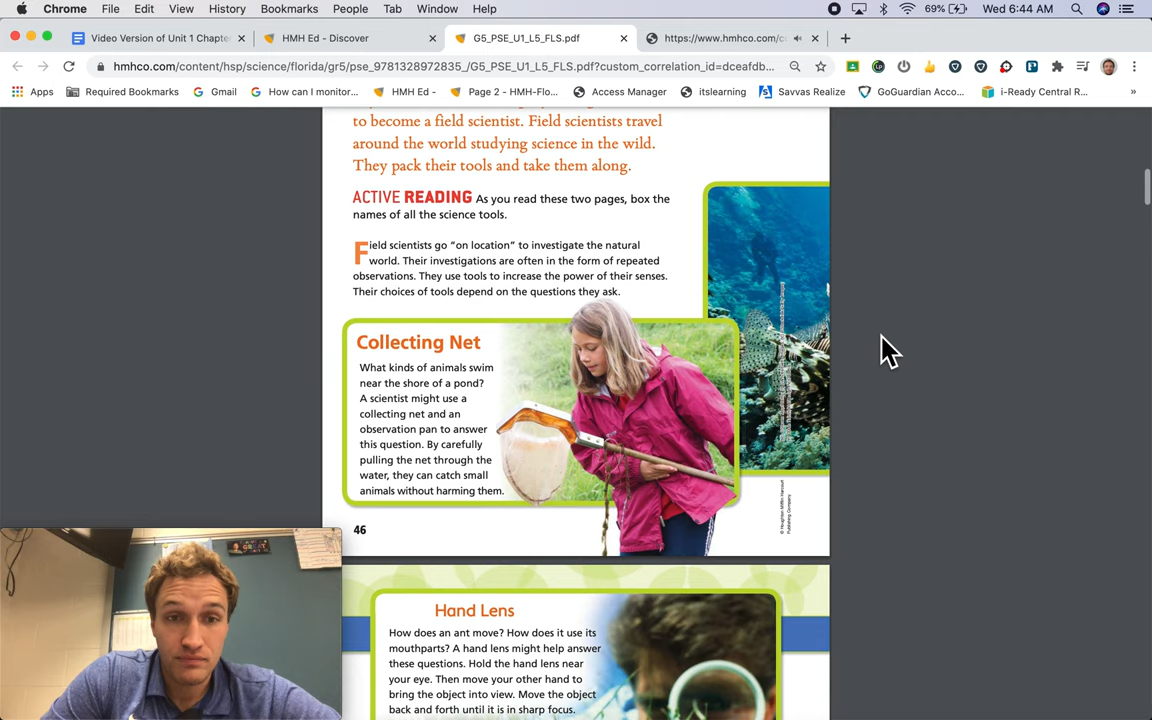 Chrome File Edit View History Bookmarks People Tab Window Help 69% Wed 6:44 AM
Video Version of Unit 1 Chapte HMH Ed - Discover G5_PSE_U1_L5_FLS.pdf https://www.hmhco.com/c
hmhco.com/content/hsp/science/florida/gr5/pse_9781328972835_/G5_PSE_U1_L5_FLS.pdf?custom_correlation_id=dceafdb...
Apps Required Bookmarks Gmail How can I monitor... HMH Ed - Page 2 - HMH-Flo... Access Manager itslearning Savvas Realize GoGuardian Acco... i-Ready Central R... »
to become a field scientist. Field scientists travel
around the world studying science in the wild.
They pack their tools and take them along.
ACTIVE READING As you read these two pages, box the
names of all the science tools.
Field scientists go "on location" to investigate the natural
world. Their investigations are often in the form of repeated
observations. They use tools to increase the power of their senses.
Their choices of tools depend on the questions they ask.
Collecting Net
What kinds of animals swim
near the shore of a pond?
A scientist might use a
collecting net and an
observation pan to answer
this question. By carefully
pulling the net through the
water, they can catch small
animals without harming them.
46
© Houghton Mifflin Harcourt
Publishing Company
Hand Lens
How does an ant move? How does it use its
mouthparts? A hand lens might help answer
these questions. Hold the hand lens near
your eye. Then move your other hand to
bring the object into view. Move the object
back and forth until it is in sharp focus.
GREAT